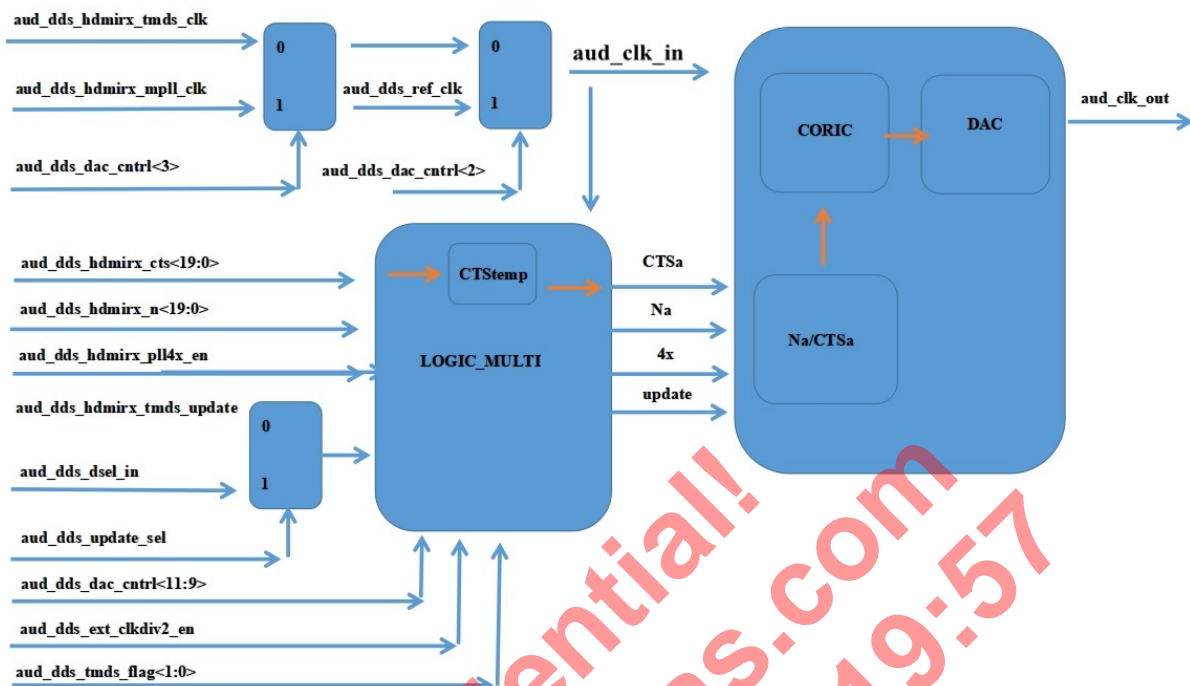 aud_dds_hdmirx_tmds_clk
0
0
aud_clk_in
aud_dds_hdmirx_mpll_clk
aud_dds_ref_clk
1
1
aud_clk_out
CORIC
DAC
aud_dds_dac_cntrl<3>
aud_dds_dac_cntrl<2>
aud_dds_hdmirx_cts<19:0>
CTStemp
CTSa
aud_dds_hdmirx_n<19:0>
Na
Na/CTSa
aud_dds_hdmirx_pll4x_en
LOGIC_MULTI
4x
update
aud_dds_hdmirx_tmds_update
0
aud_dds_dsel_in
1
aud_dds_update_sel
aud_dds_dac_cntrl<11:9>
aud_dds_ext_clkdiv2_en
aud_dds_tmds_flag<1:0>